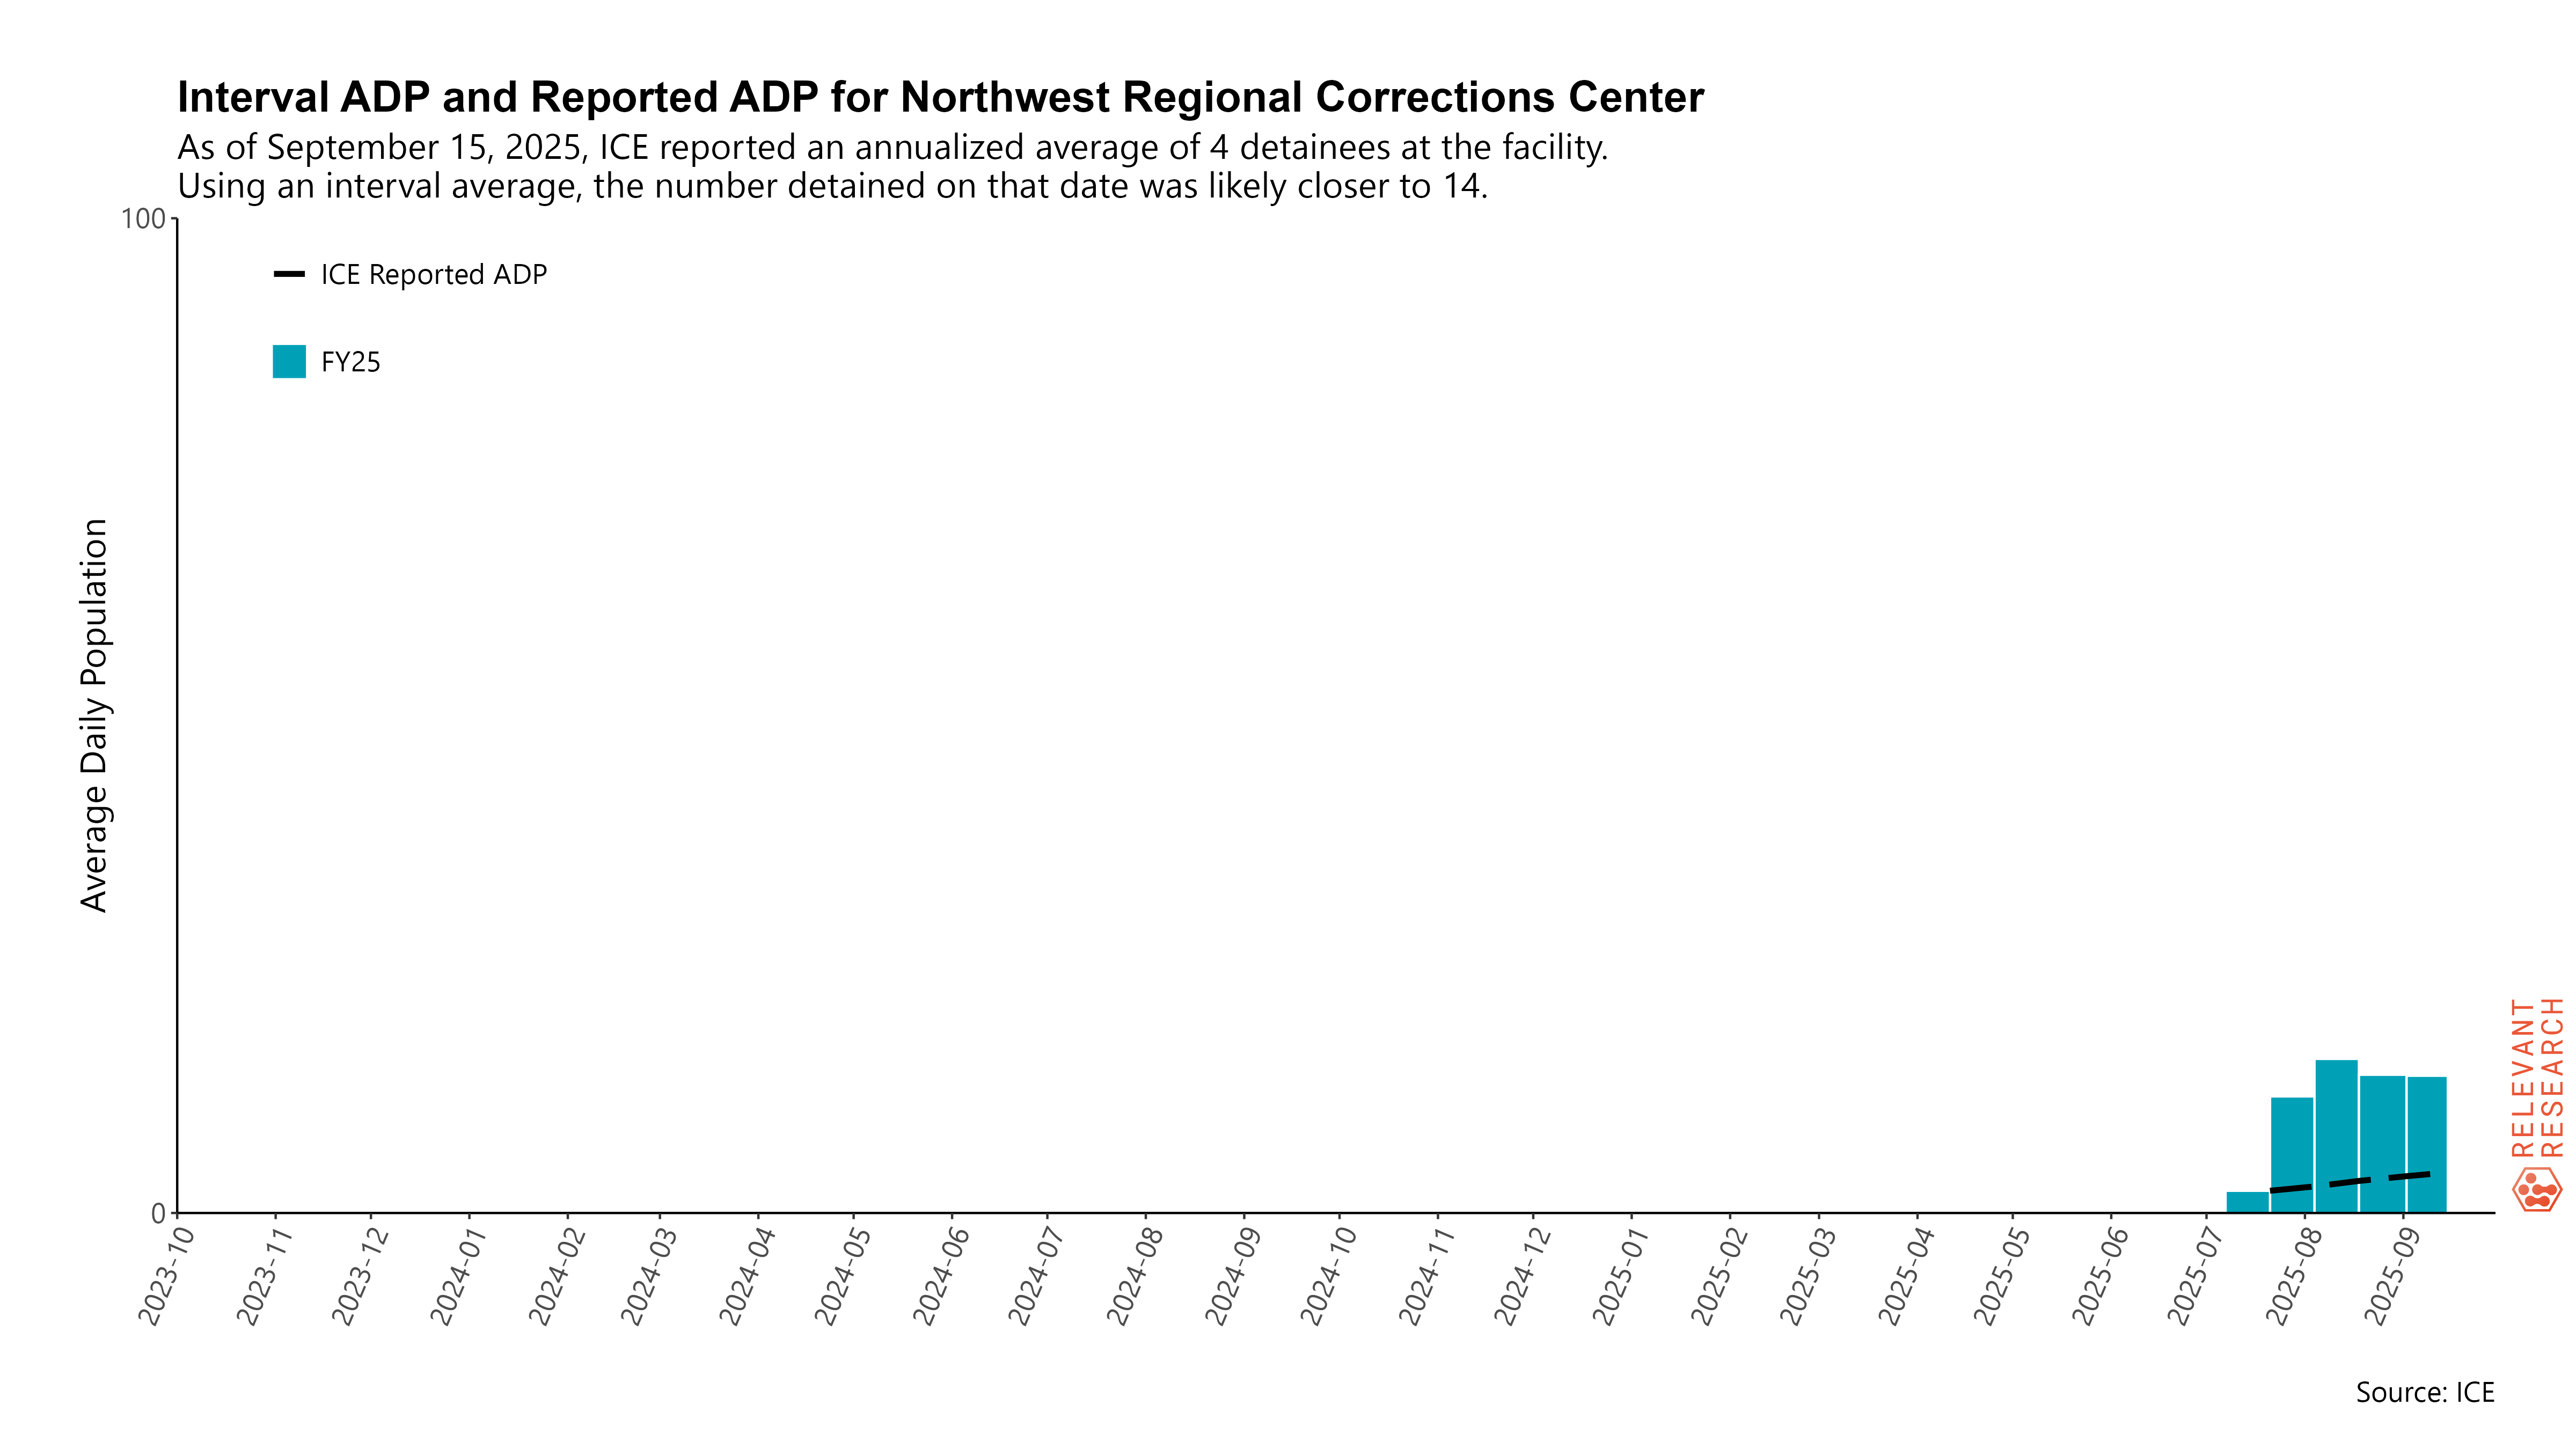 Interval ADP and Reported ADP for Northwest Regional Corrections Center
As of September 15, 2025, ICE reported an annualized average of 4 detainees at the facility.
Using an interval average, the number detained on that date was likely closer to 14.
100
ICE Reported ADP
FY25
Average Daily Population
0
2023-10
2023-11
2023-12
2024-01
2024-02
2024-03
2024-04
2024-05
2024-06
2024-07
2024-08
2024-09
2024-10
2024-11
2024-12
2025-01
2025-02
2025-03
2025-04
2025-05
2025-06
2025-07
2025-08
2025-09
RELEVANT
RESEARCH
Source: ICE